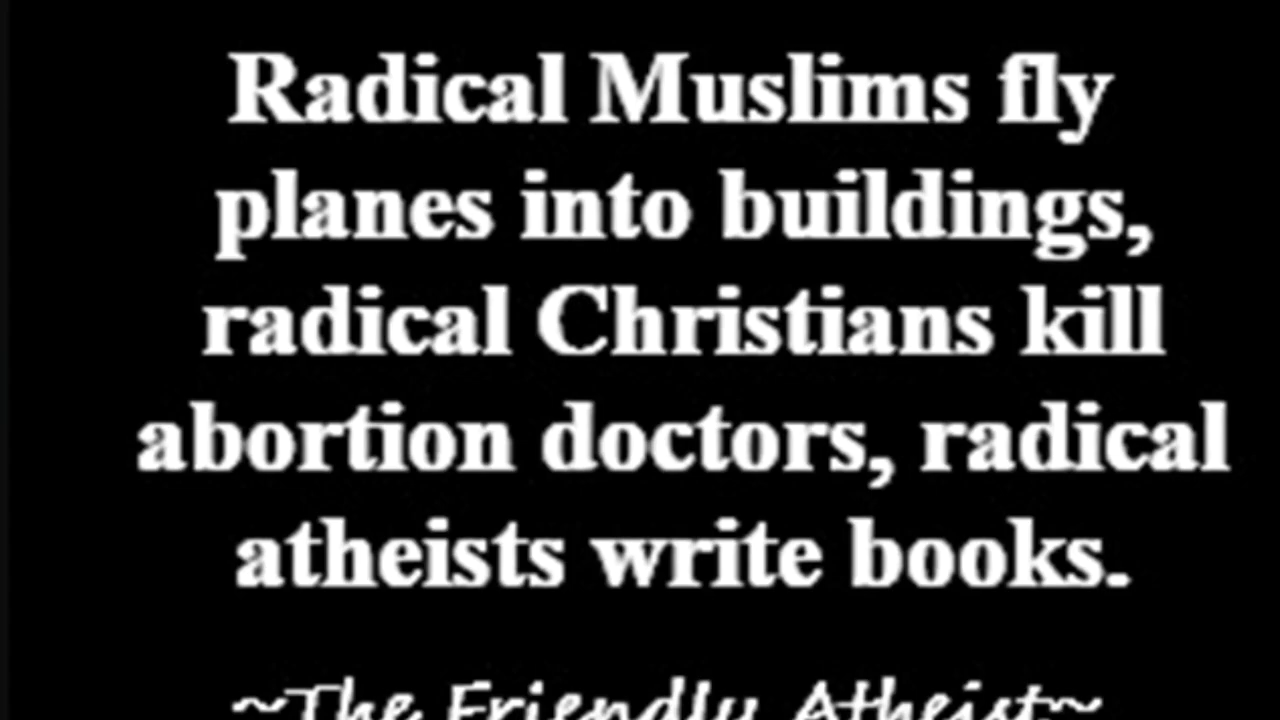 Radical Muslims fly
planes into buildings,
radical Christians kill
abortion doctors, radical
atheists write books.
~The Friendly Atheist~